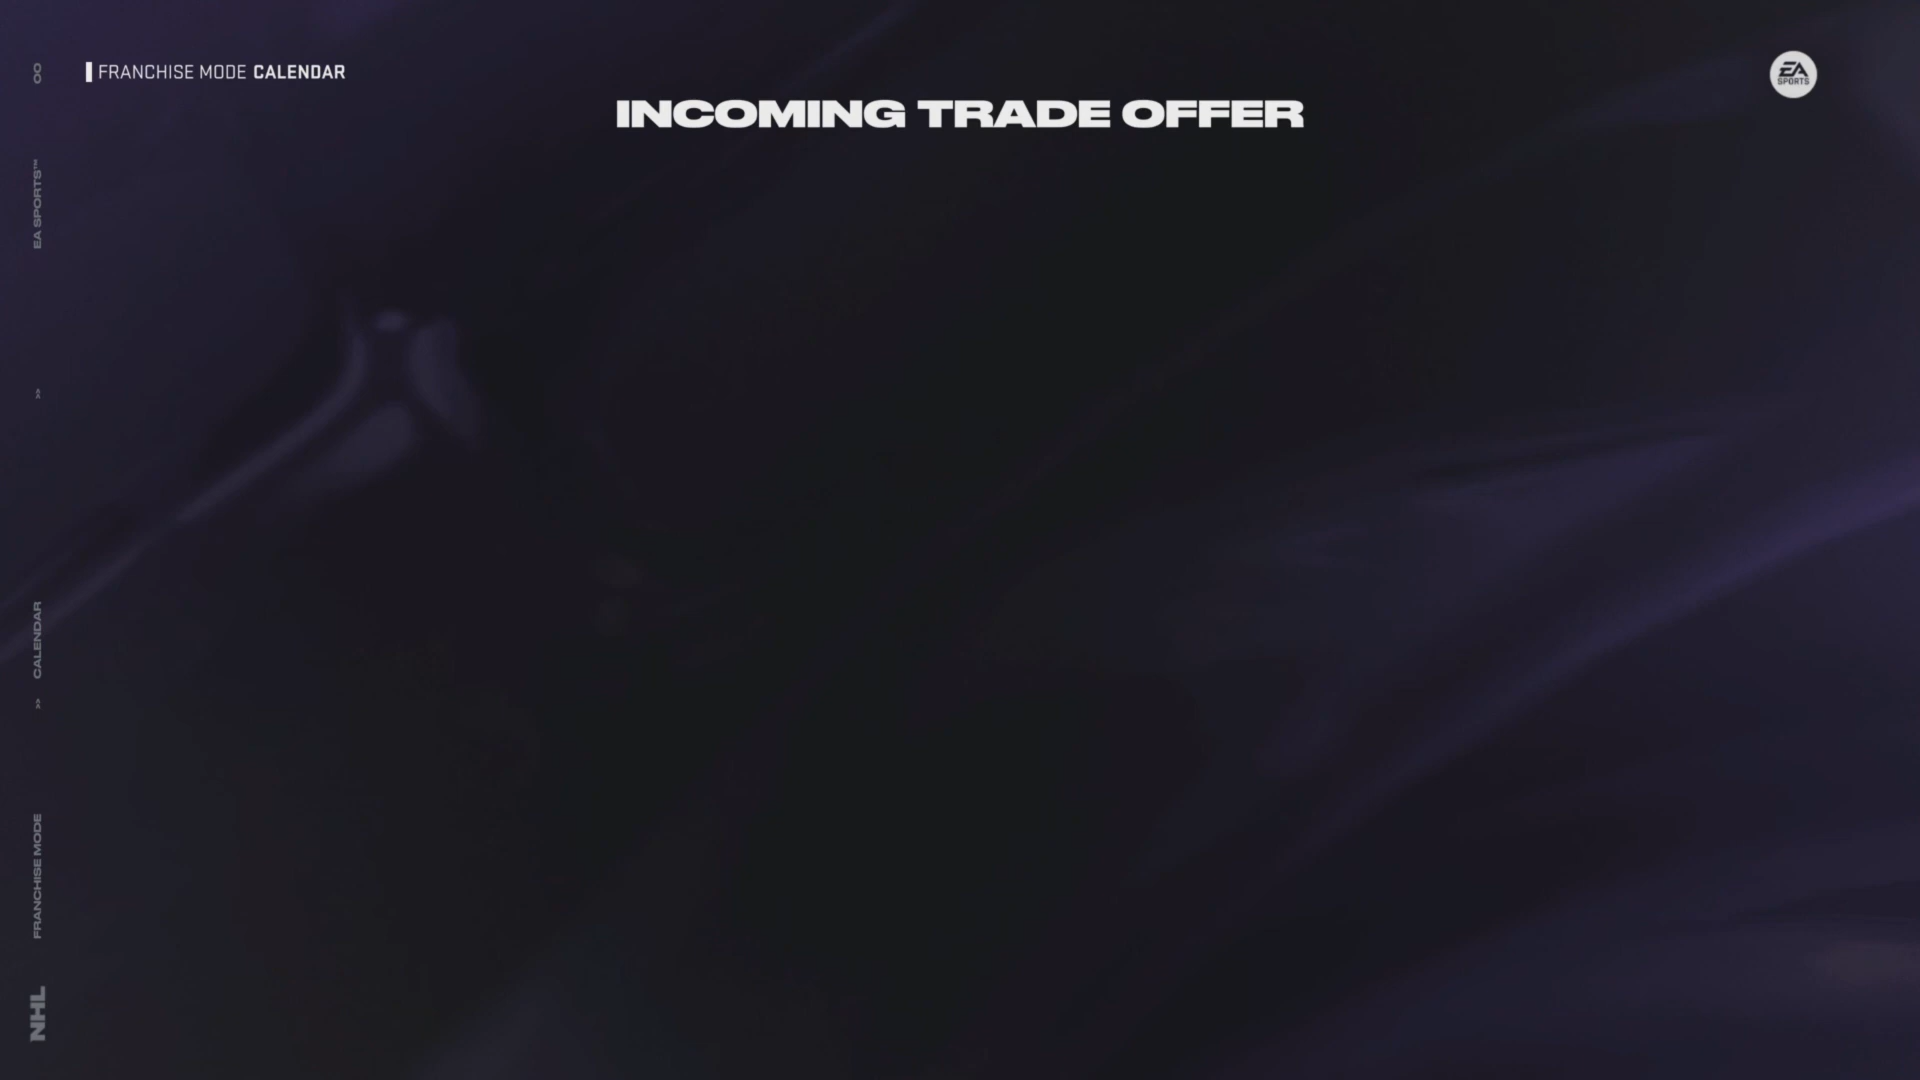 FRANCHISE MODE CALENDAR
INCOMING TRADE OFFER
EA
SPORTS
EA SPORTS™
CALENDAR
FRANCHISE MODE
NHL